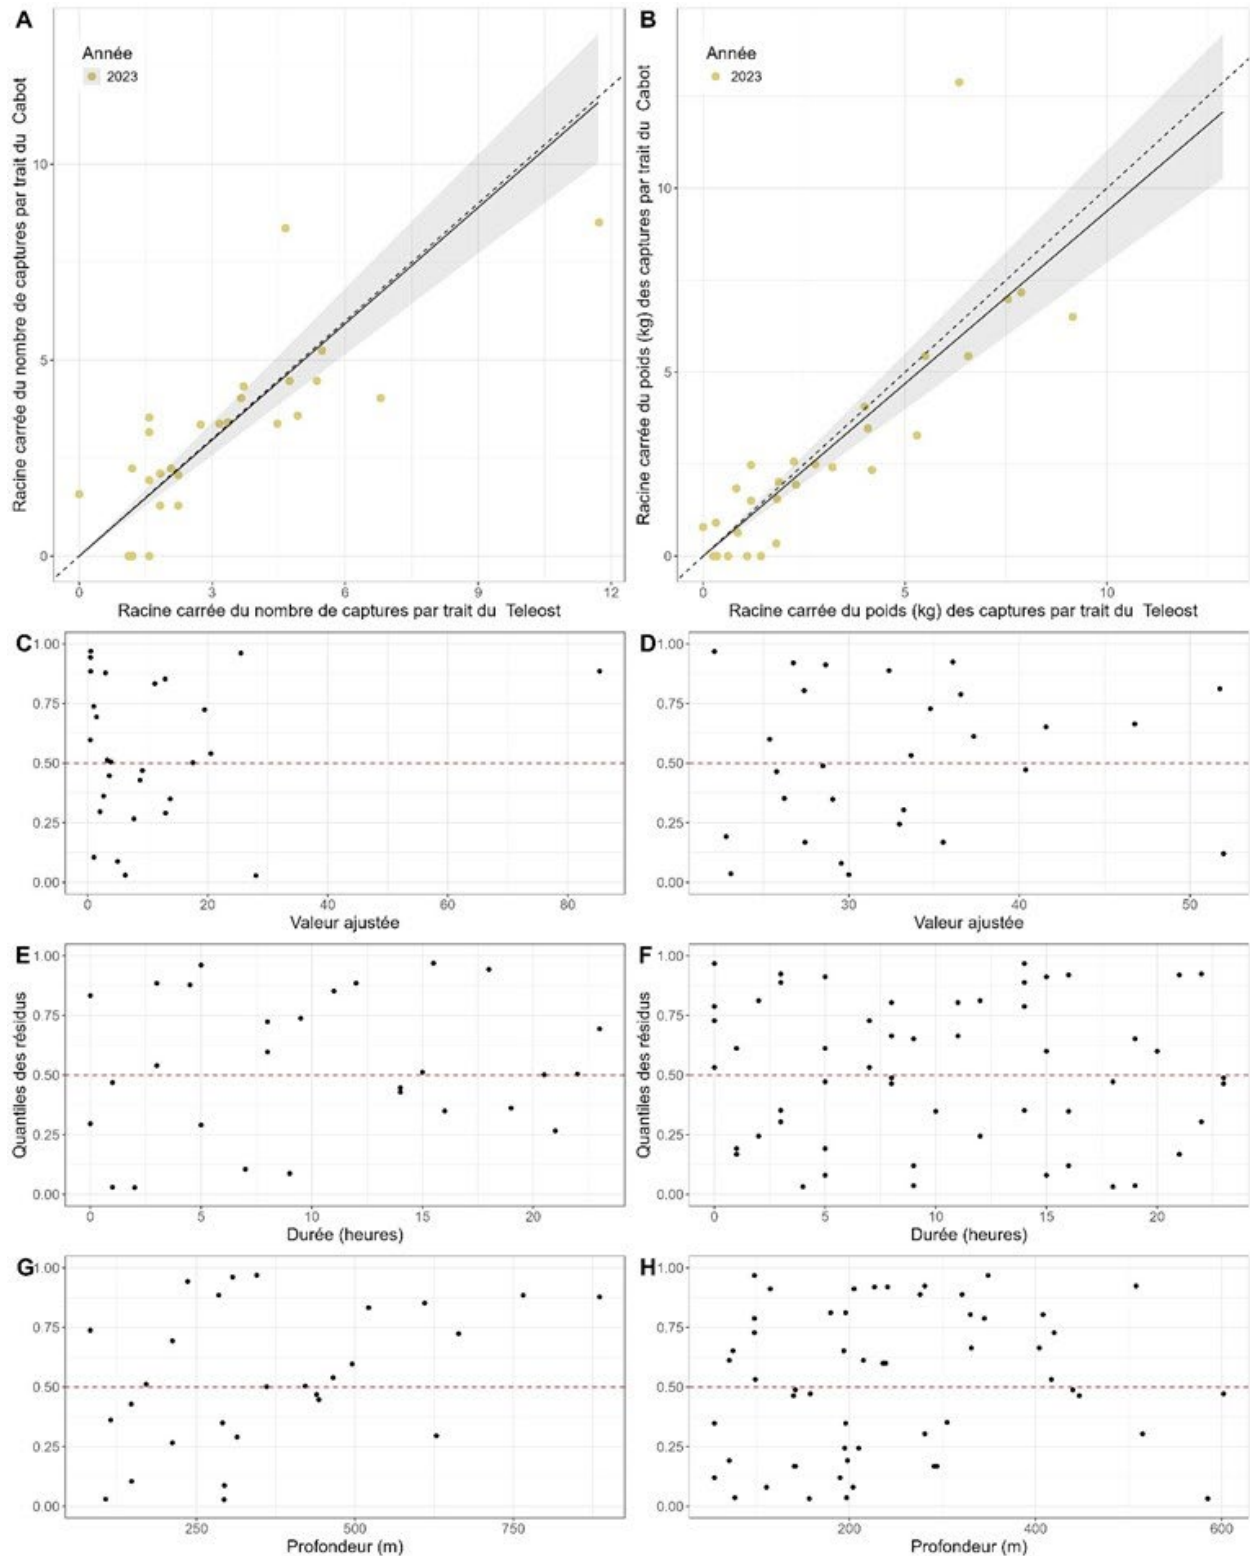 A
Année
2023
Racine carrée du nombre de captures par trait du Cabot
10
5
0
0 3 6 9 12
Racine carrée du nombre de captures par trait du Teleost
B
Année
2023
Racine carrée du poids (kg) des captures par trait du Cabot
10
5
0
0 5 10
Racine carrée du poids (kg) des captures par trait du Teleost
C
1.00
0.75
0.50
0.25
0.00
0 20 40 60 80
Valeur ajustée
D
1.00
0.75
0.50
0.25
0.00
30 40 50
Valeur ajustée
E
Quantiles des résidus
1.00
0.75
0.50
0.25
0.00
0 5 10 15 20
Durée (heures)
F
Quantiles des résidus
1.00
0.75
0.50
0.25
0.00
0 5 10 15 20
Durée (heures)
G
1.00
0.75
0.50
0.25
0.00
250 500 750
Profondeur (m)
H
1.00
0.75
0.50
0.25
0.00
200 400 600
Profondeur (m)